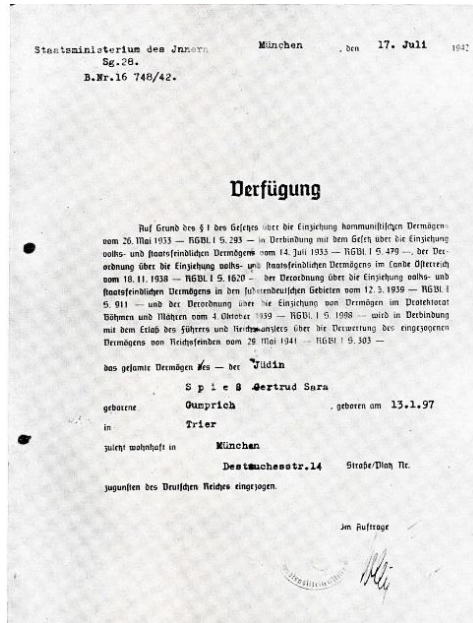 Staatsministerium des Innern
München, den 17. Juli 1942
Sg.28.
B.Nr.16 748/42.
Verfügung
Auf Grund des § 1 des Gesetzes über die Einziehung kommunistischen Vermögens
vom 26. Mai 1933 — RGBl. I S. 293 — in Verbindung mit dem Gesetz über die Einziehung
volks- und staatsfeindlichen Vermögens vom 14. Juli 1933 — RGBl. I S. 479 —, der Ver-
ordnung über die Einziehung volks- und staatsfeindlichen Vermögens im Lande Österreich
vom 18. 11. 1938 — RGBl. I S. 1620 — der Verordnung über die Einziehung volks- und
staatsfeindlichen Vermögens in den sudetendeutschen Gebieten vom 12. 5. 1939 — RGBl. I
S. 911 — und der Verordnung über die Einziehung von Vermögen im Protektorat
Böhmen und Mähren vom 4. Oktober 1939 — RGBl. I S. 1998 — wird in Verbindung
mit dem Erlaß des Führers und Reichskanzlers über die Verwertung des eingezogenen
Vermögens von Reichsfeinden vom 29. Mai 1941 — RGBl. I S. 303 —
das gesamte Vermögen des — der Jüdin
Spieß Gertrud Sara
geborene Gumprich, geboren am 13.1.97
in Trier
zuletzt wohnhaft in München
Destouchesstr.14 Straße/Platz Nr.
zugunsten des Deutschen Reiches eingezogen.
Im Auftrage